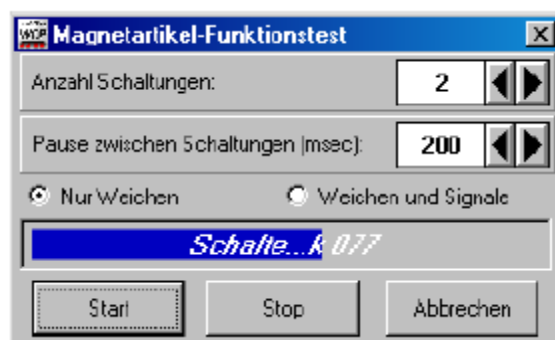 WDP Magnetartikel-Funktionstest
Anzahl Schaltungen: 2
Pause zwischen Schaltungen (msec): 200
Nur Weichen Weichen und Signale
Schalte...k 077
Start Stop Abbrechen